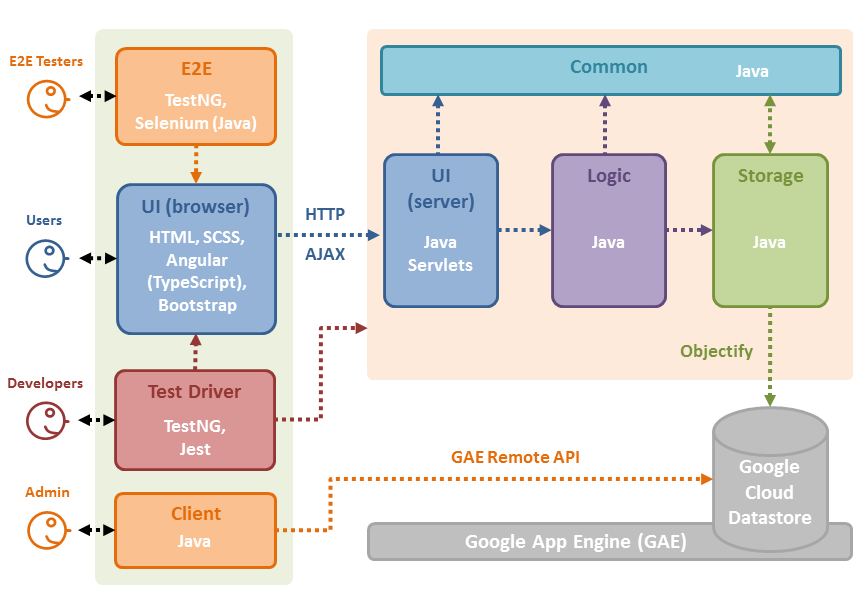 E2E Testers
E2E
TestNG,
Selenium (Java)
Users
UI (browser)
HTML, SCSS,
Angular
(TypeScript),
Bootstrap
HTTP
AJAX
Developers
Test Driver
TestNG,
Jest
Admin
Client
Java
Common
Java
UI
(server)
Java
Servlets
Logic
Java
Storage
Java
Objectify
GAE Remote API
Google
Cloud
Datastore
Google App Engine (GAE)